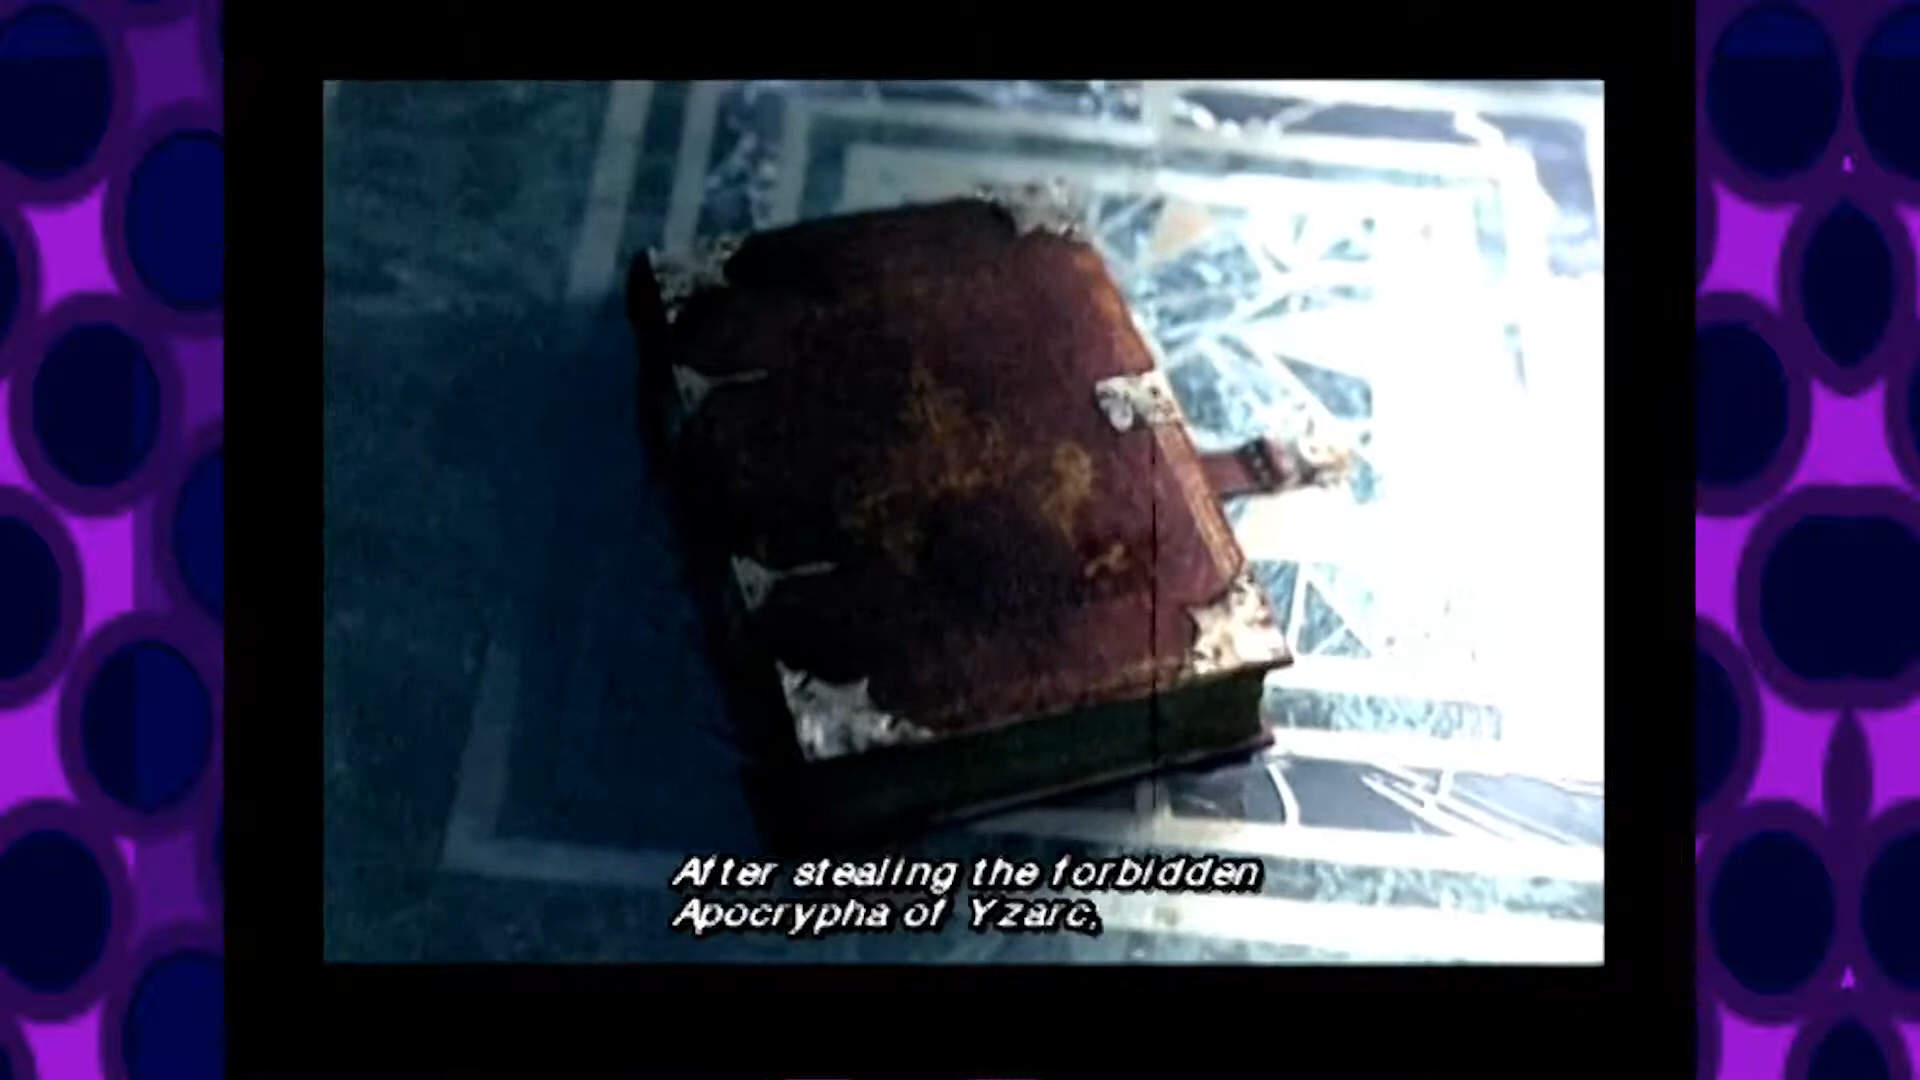 After stealing the forbidden
Apocrypha of Yzarc,